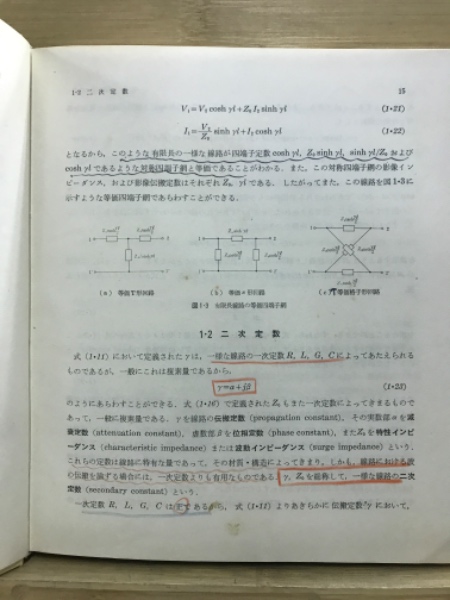 1·2 二 次 定 数
15
V₁=V₂ cosh γl+Z₀I₂ sinh γl (1·21)
I₁=V₂/Z₀ sinh γl+I₂ cosh γl (1·22)
となるから，このような有限長の一様な線路が四端子定数 cosh γl, Z₀ sinh γl, sinh γl/Z₀ および
cosh γl であるような対称四端子網と等価であることがわかる．また，この対称四端子網の影像イン
ピーダンス，および影像伝搬定数はそれぞれ Z₀, γl である．したがってまた，この線路を図 1·3 に
示すような等価四端子網であらわすことができる．
(a) 等価T形回路
(b) 等価π形回路
(c) 等価格子形回路
図 1·3 有限長線路の等価四端子網
1·2 二 次 定 数
式 (1·11) において定義された γ は，一様な線路の一次定数 R, L, G, C によってあたえられる
ものであるが，一般にこれは複素量であるから，
γ=α+jβ (1·23)
のようにあらわすことができる．式 (1·16) で定義された Z₀ もまた一次定数によってきまるもので
あって，一般に複素量である．γ を線路の伝搬定数 (propagation constant)，その実数部 α を減
衰定数 (attenuation constant)，虚数部 β を位相定数 (phase constant)，また Z₀ を特性インピ
ーダンス (characteristic impedance) または波動インピーダンス (surge impedance) という．
これらの定数は線路に特有な量であって，その材質・構造によってきまり，しかも，線路における波
の伝搬を論ずる場合には，一次定数よりも有用なものである．γ, Z₀ を総称して，一様な線路の二次
定数 (secondary constant) という．
一次定数 R, L, G, C は正であるから，式 (1·11) よりあきらかに伝搬定数 γ において，